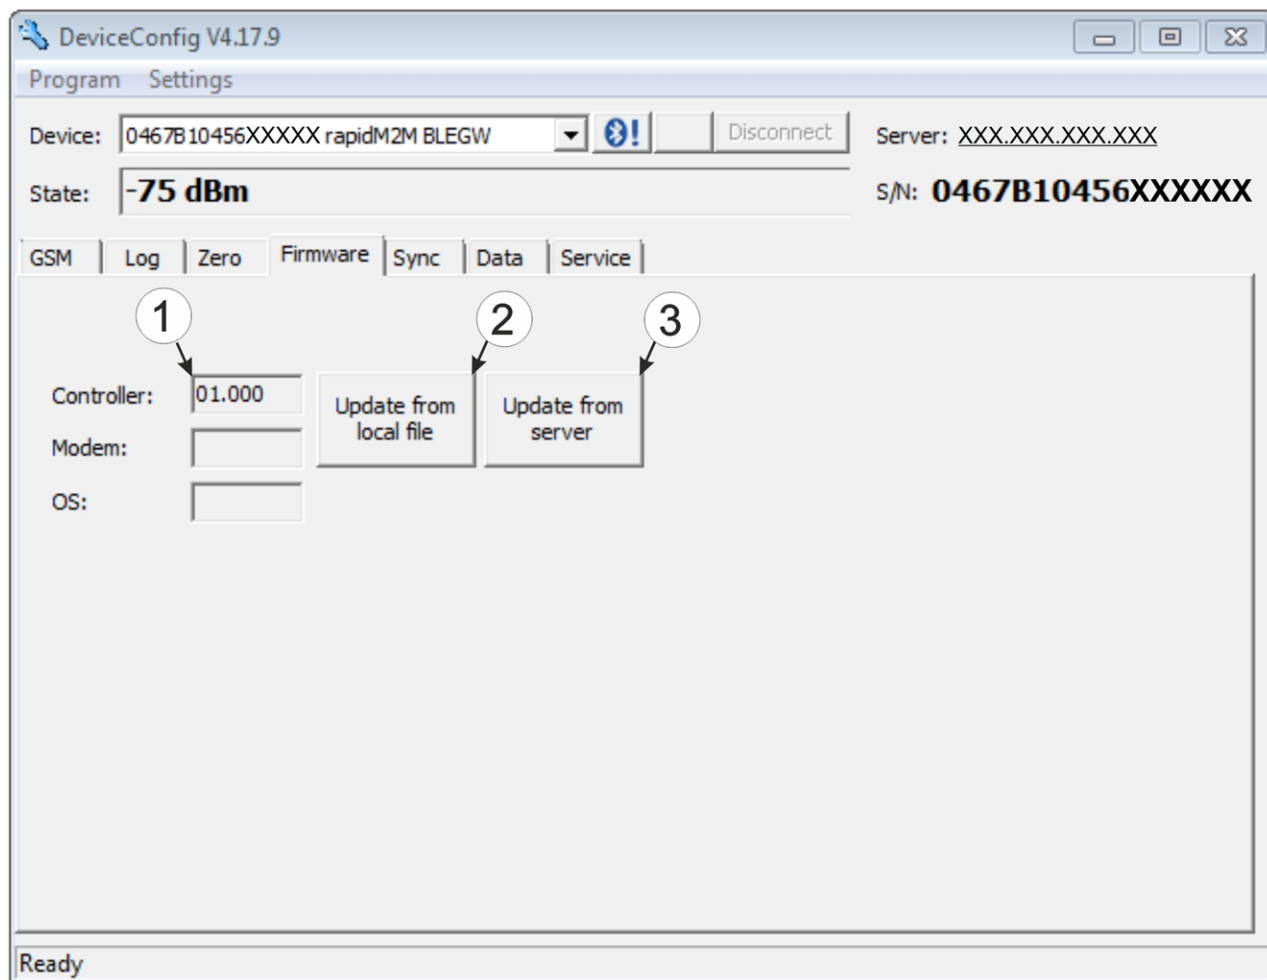 DeviceConfig V4.17.9
Program Settings
Device: 0467B10456XXXXX rapidM2M BLEGW Disconnect Server: XXX.XXX.XXX.XXX
State: -75 dBm S/N: 0467B10456XXXXXX
GSM Log Zero Firmware Sync Data Service
1 2 3
Controller: 01.000 Update from local file Update from server
Modem:
OS:
Ready